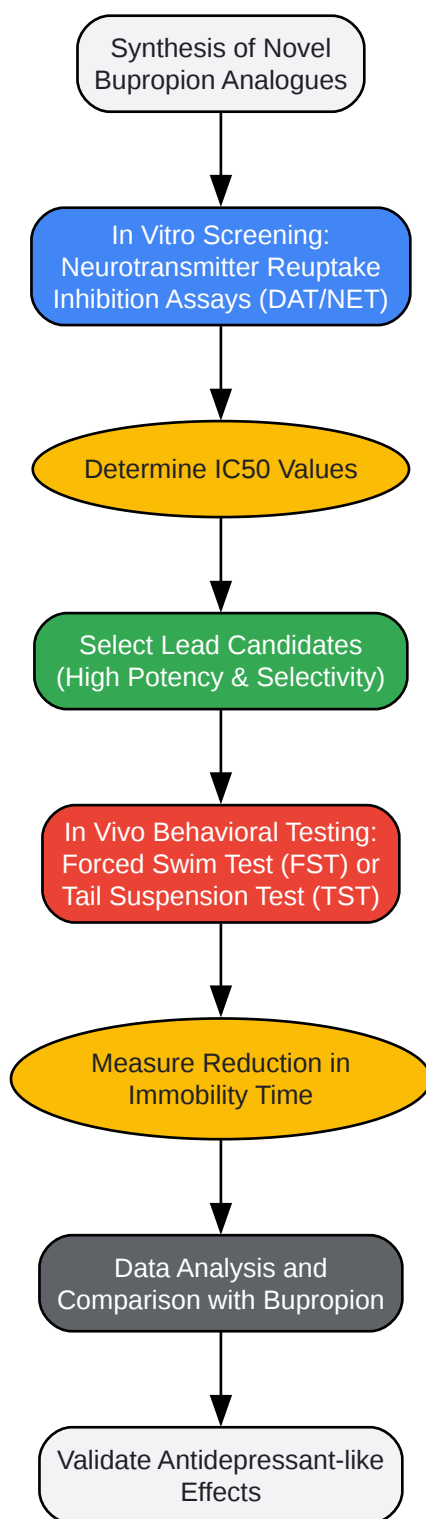 Synthesis of Novel
Bupropion Analogues
In Vitro Screening:
Neurotransmitter Reuptake
Inhibition Assays (DAT/NET)
Determine IC50 Values
Select Lead Candidates
(High Potency & Selectivity)
In Vivo Behavioral Testing:
Forced Swim Test (FST) or
Tail Suspension Test (TST)
Measure Reduction in
Immobility Time
Data Analysis and
Comparison with Bupropion
Validate Antidepressant-like
Effects